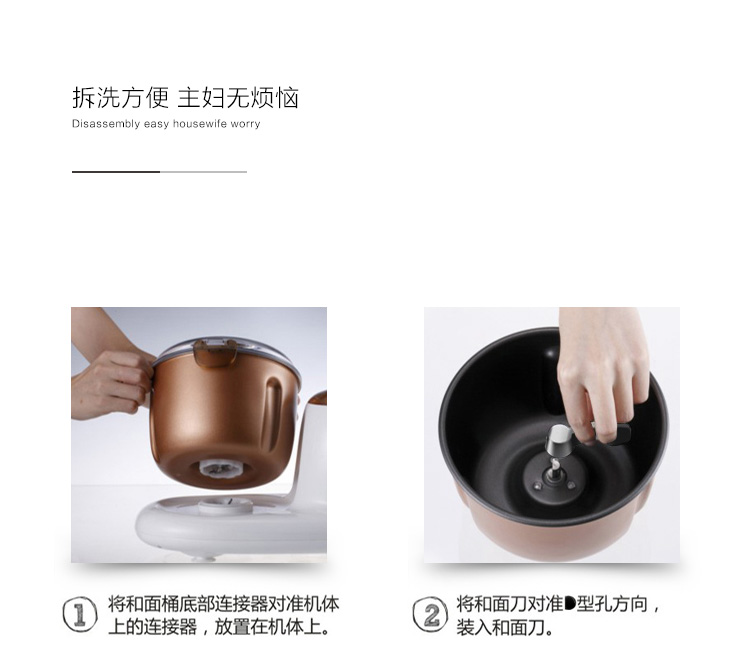 拆洗方便 主妇无烦恼
Disassembly easy housewife worry
1 将和面桶底部连接器对准机体
上的连接器，放置在机体上。
2 将和面刀对准D型孔方向，
装入和面刀。